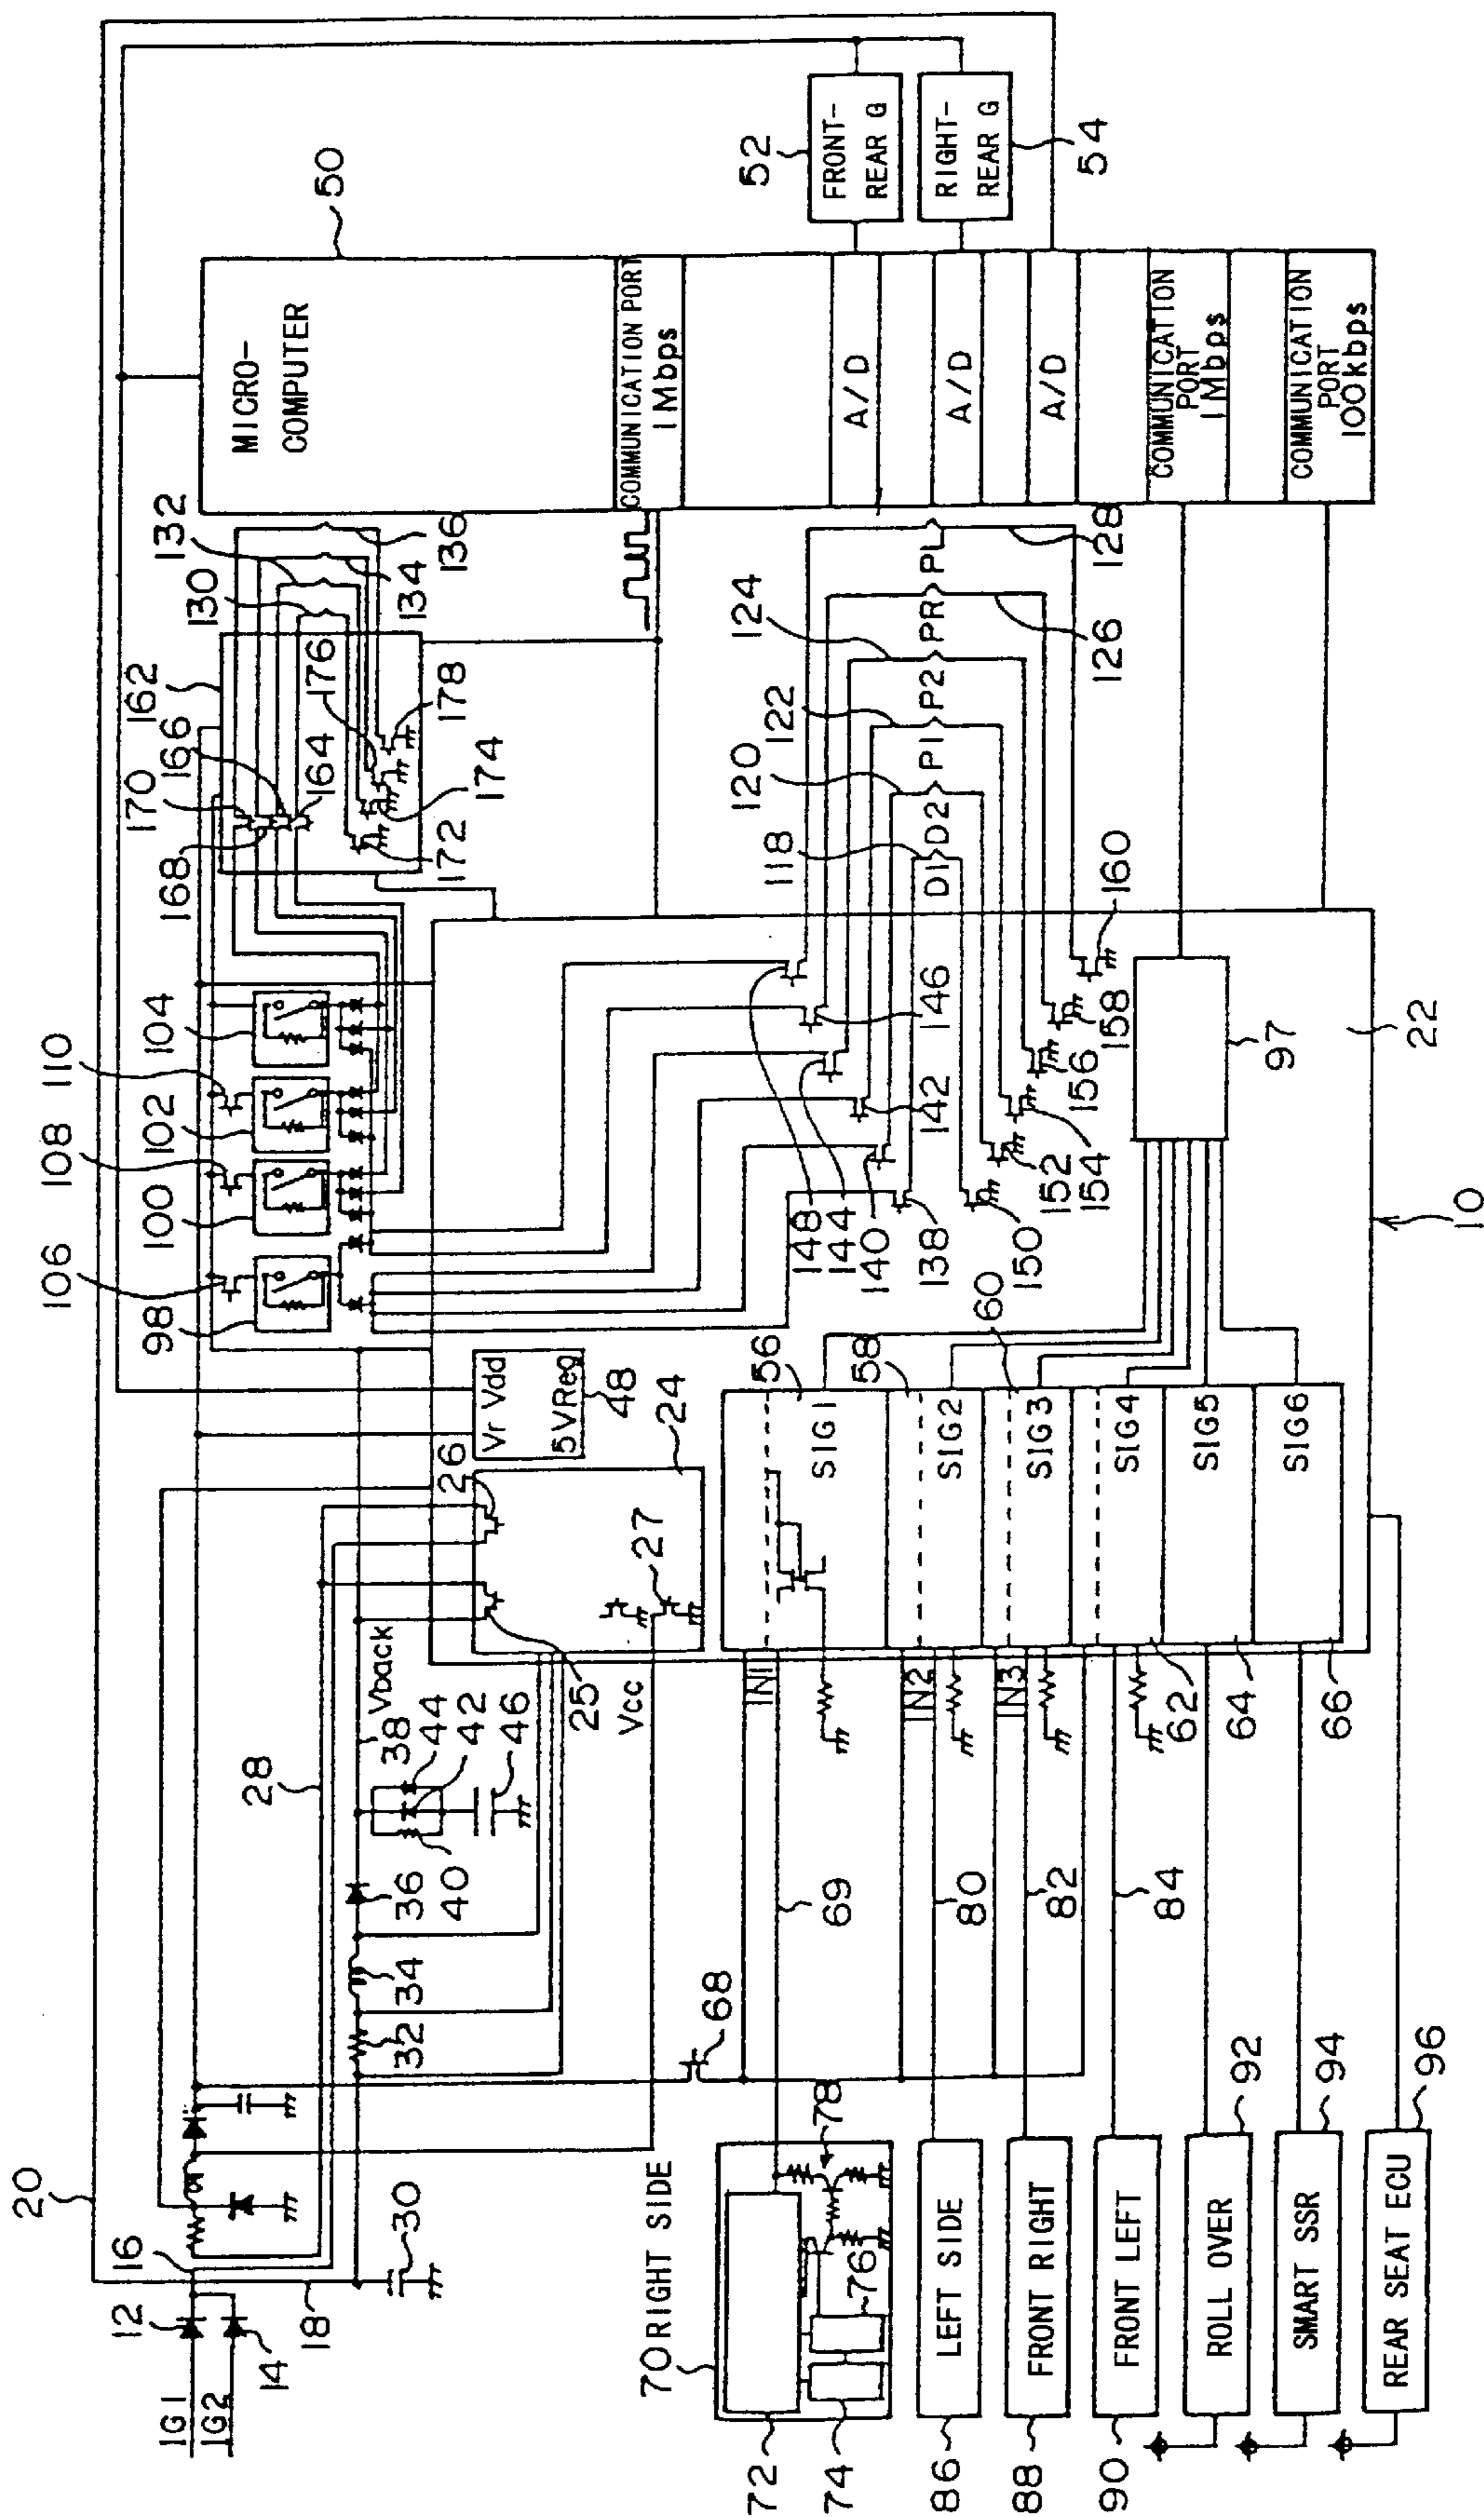 IG1
IG2
12
14
16
18
20
28
30
32
34
36
38
40
42
44
46
Vback
Vcc
25
26
27
24
48
Vr Vdd
5VReg
98
100
102
104
106
108
110
168
170
166
162
164
172
174
176
178
130
132
134
136
MICRO-
COMPUTER
50
COMMUNICATION PORT
1Mbps
A/D
A/D
A/D
COMMUNICATION
PORT
1Mbps
COMMUNICATION
PORT
100kbps
52
FRONT-
REAR G
RIGHT-
REAR G
54
118
120
122
124
126
128
D1
D2
P1
P2
PR
PL
138
140
142
144
146
148
150
152
154
156
158
160
97
22
10
56
58
60
SIG1
SIG2
SIG3
SIG4
SIG5
SIG6
IN1
IN2
IN3
62
64
66
68
69
80
82
84
70
RIGHT SIDE
72
74
76
78
86
LEFT SIDE
88
FRONT RIGHT
90
FRONT LEFT
ROLL OVER
92
SMART SSR
94
REAR SEAT ECU
96